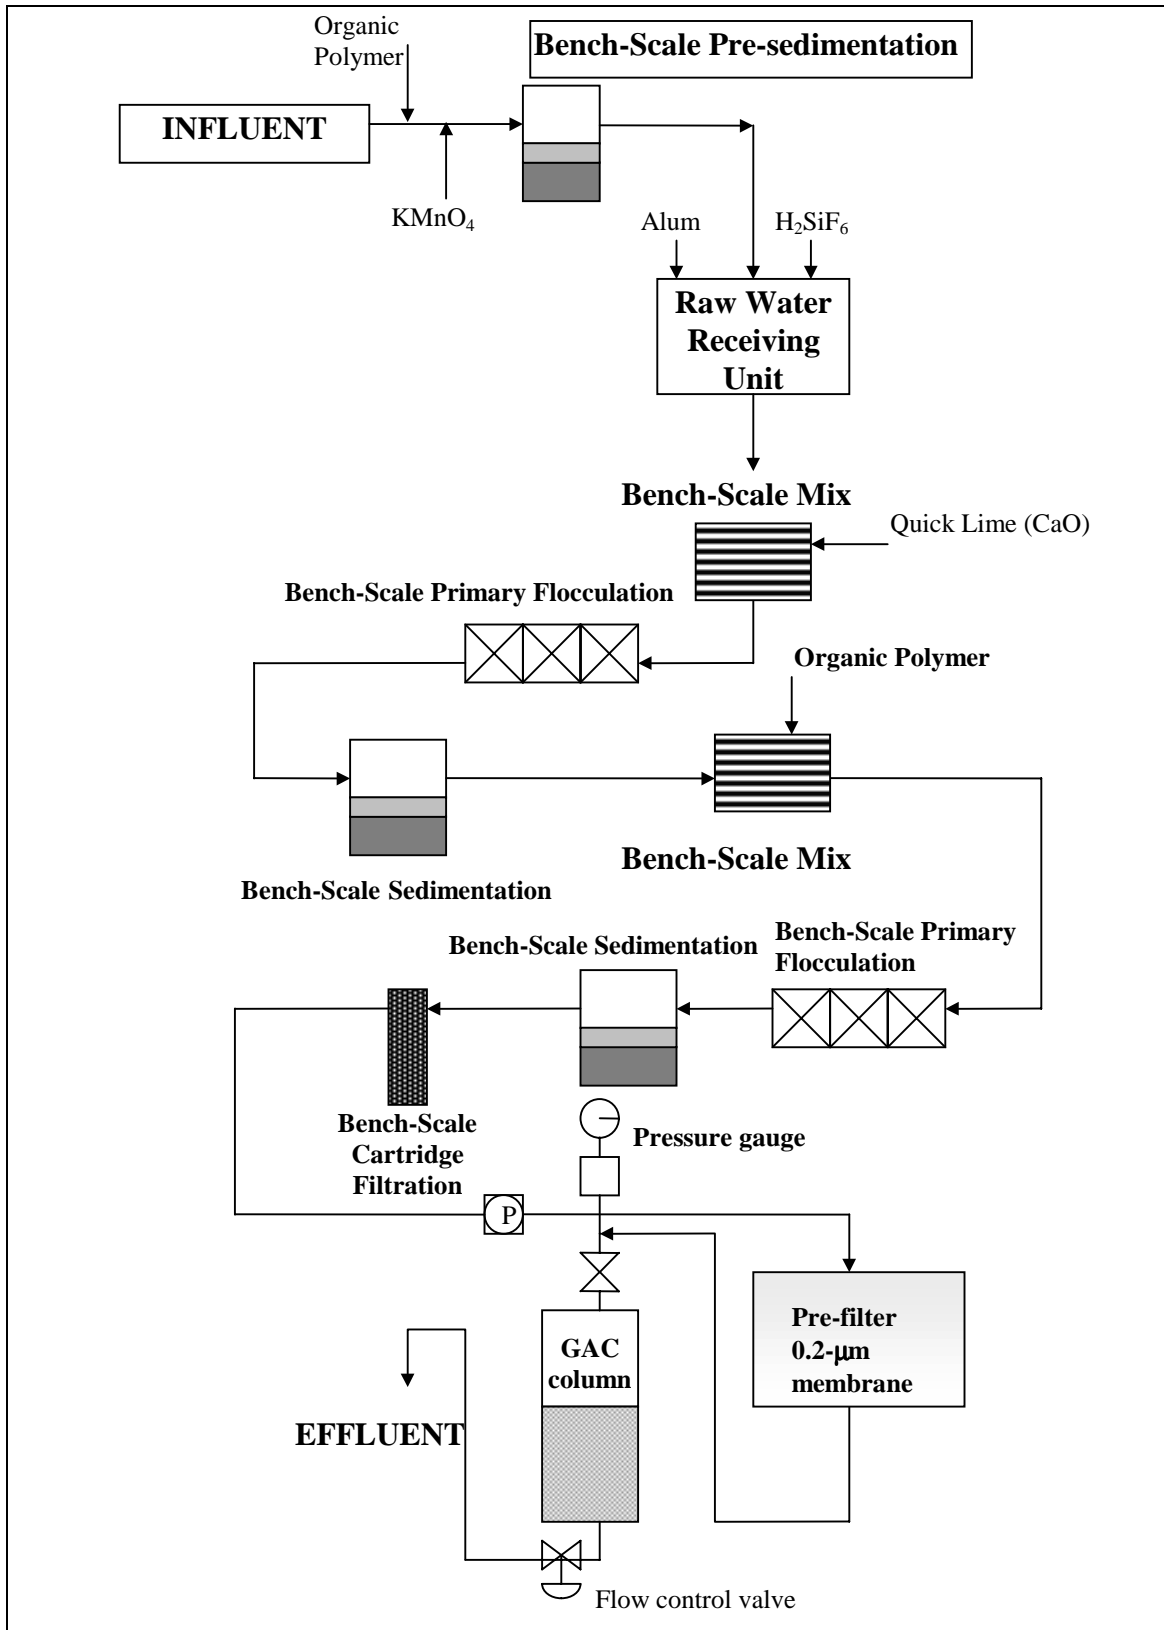 Organic
Polymer
Bench-Scale Pre-sedimentation
INFLUENT
KMnO4
Alum
H2SiF6
Raw Water
Receiving
Unit
Bench-Scale Mix
Quick Lime (CaO)
Bench-Scale Primary Flocculation
Organic Polymer
Bench-Scale Mix
Bench-Scale Sedimentation
Bench-Scale Sedimentation
Bench-Scale Primary
Flocculation
Bench-Scale
Cartridge
Filtration
Pressure gauge
P
Pre-filter
0.2-μm
membrane
GAC
column
EFFLUENT
Flow control valve